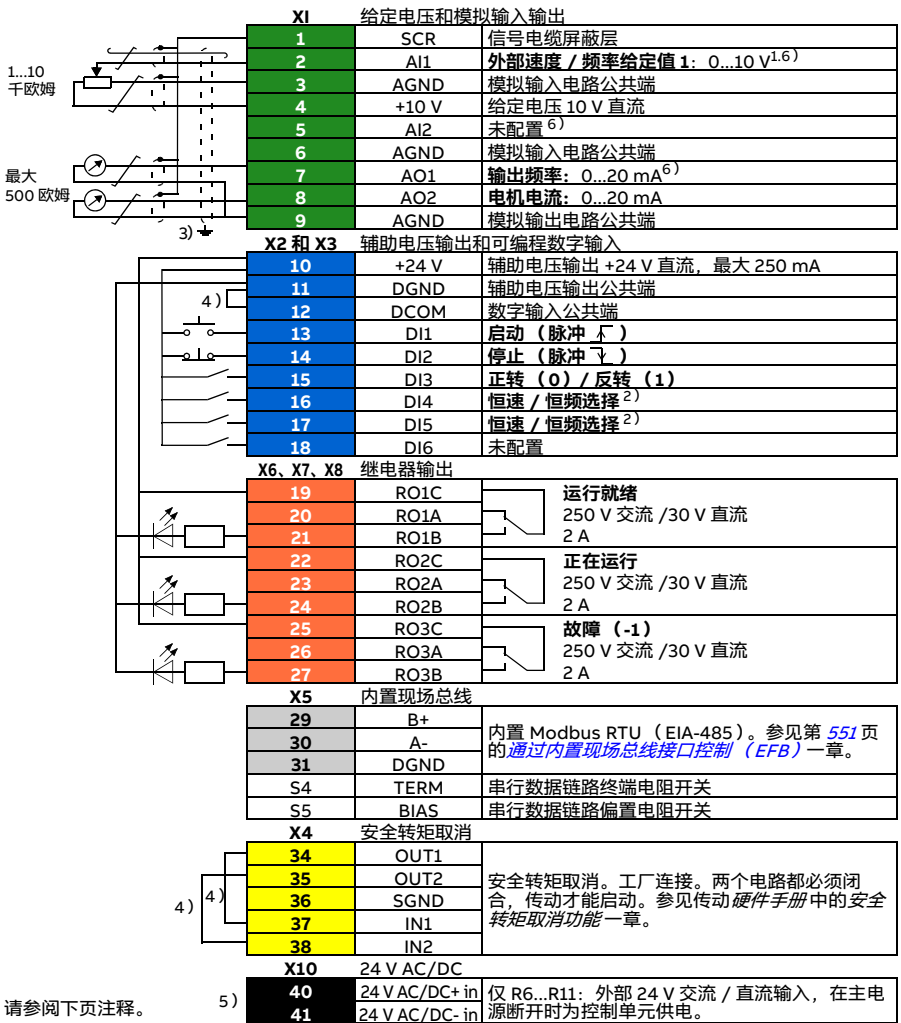 XI 给定电压和模拟输入输出
1 SCR 信号电缆屏蔽层
2 AI1 外部速度 / 频率给定值 1：0...10 V1.6）
1...10
千欧姆
3 AGND 模拟输入电路公共端
4 +10 V 给定电压 10 V 直流
5 AI2 未配置 6）
6 AGND 模拟输入电路公共端
7 AO1 输出频率：0...20 mA6）
最大
500 欧姆
8 AO2 电机电流：0...20 mA
9 AGND 模拟输出电路公共端
3）
X2 和 X3 辅助电压输出和可编程数字输入
10 +24 V 辅助电压输出 +24 V 直流，最大 250 mA
11 DGND 辅助电压输出公共端
4）
12 DCOM 数字输入公共端
13 DI1 启动（脉冲 ）
14 DI2 停止（脉冲 ）
15 DI3 正转（0）/ 反转（1）
16 DI4 恒速 / 恒频选择 2）
17 DI5 恒速 / 恒频选择 2）
18 DI6 未配置
X6、X7、X8 继电器输出
19 RO1C 运行就绪
20 RO1A 250 V 交流 /30 V 直流
21 RO1B 2 A
22 RO2C 正在运行
23 RO2A 250 V 交流 /30 V 直流
24 RO2B 2 A
25 RO3C 故障（-1）
26 RO3A 250 V 交流 /30 V 直流
27 RO3B 2 A
X5 内置现场总线
29 B+
30 A-
31 DGND
内置 Modbus RTU（EIA-485）。参见第 551 页
的通过内置现场总线接口控制（EFB）一章。
S4 TERM 串行数据链路终端电阻开关
S5 BIAS 串行数据链路偏置电阻开关
X4 安全转矩取消
34 OUT1
35 OUT2
36 SGND
37 IN1
38 IN2
4）
4）
安全转矩取消。工厂连接。两个电路都必须闭
合，传动才能启动。参见传动硬件手册中的安全
转矩取消功能一章。
X10 24 V AC/DC
40 24 V AC/DC+ in
41 24 V AC/DC- in
5）
仅 R6...R11：外部 24 V 交流 / 直流输入，在主电
源断开时为控制单元供电。
请参阅下页注释。